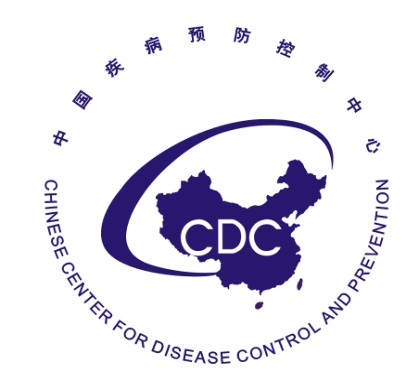 中国疾病预防控制中心
CDC
CHINESE CENTER FOR DISEASE CONTROL AND PREVENTION